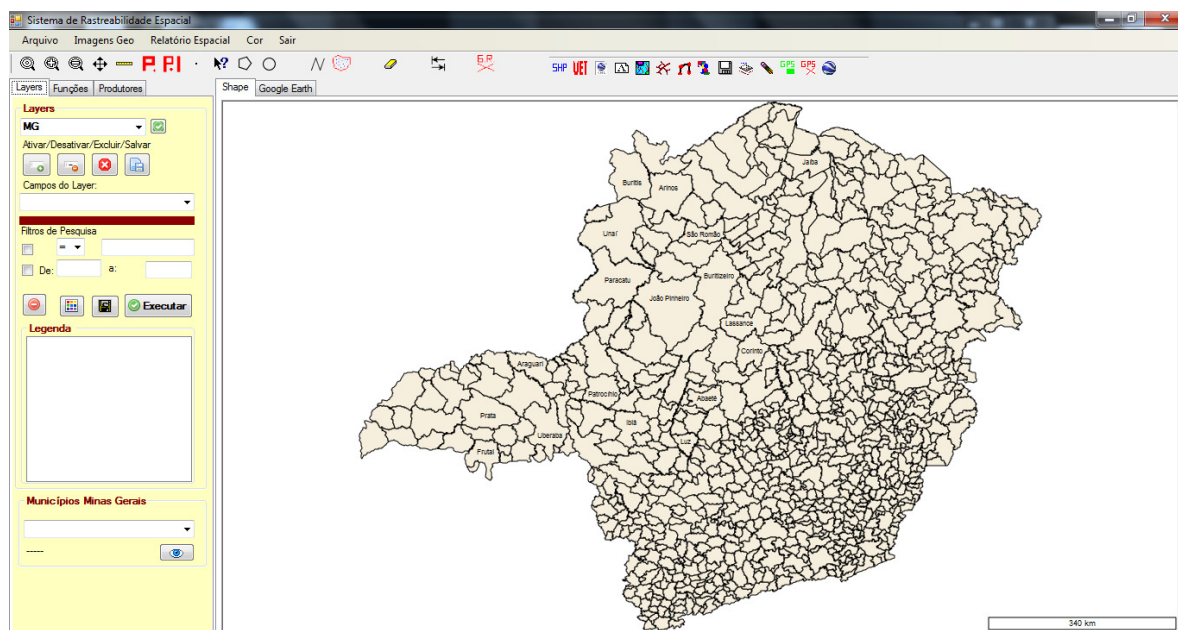 Sistema de Rastreabilidade Espacial
Arquivo Imagens Geo Relatório Espacial Cor Sair
P. P.I G.P. SHP VET GPS GPS
Layers Funções Produtores Shape Google Earth
Layers
MG
Ativar/Desativar/Excluir/Salvar
Campos do Layer:
Filtros de Pesquisa
=
De: a:
Executar
Legenda
Municípios Minas Gerais
-----
Jaíba
Buritis
Arinos
Unaí
São Romão
Paracatu
Buritizeiro
João Pinheiro
Lassance
Corinto
Araguari
Patrocínio
Abaeté
Prata
Ibiá
Uberaba
Luz
Frutal
340 km